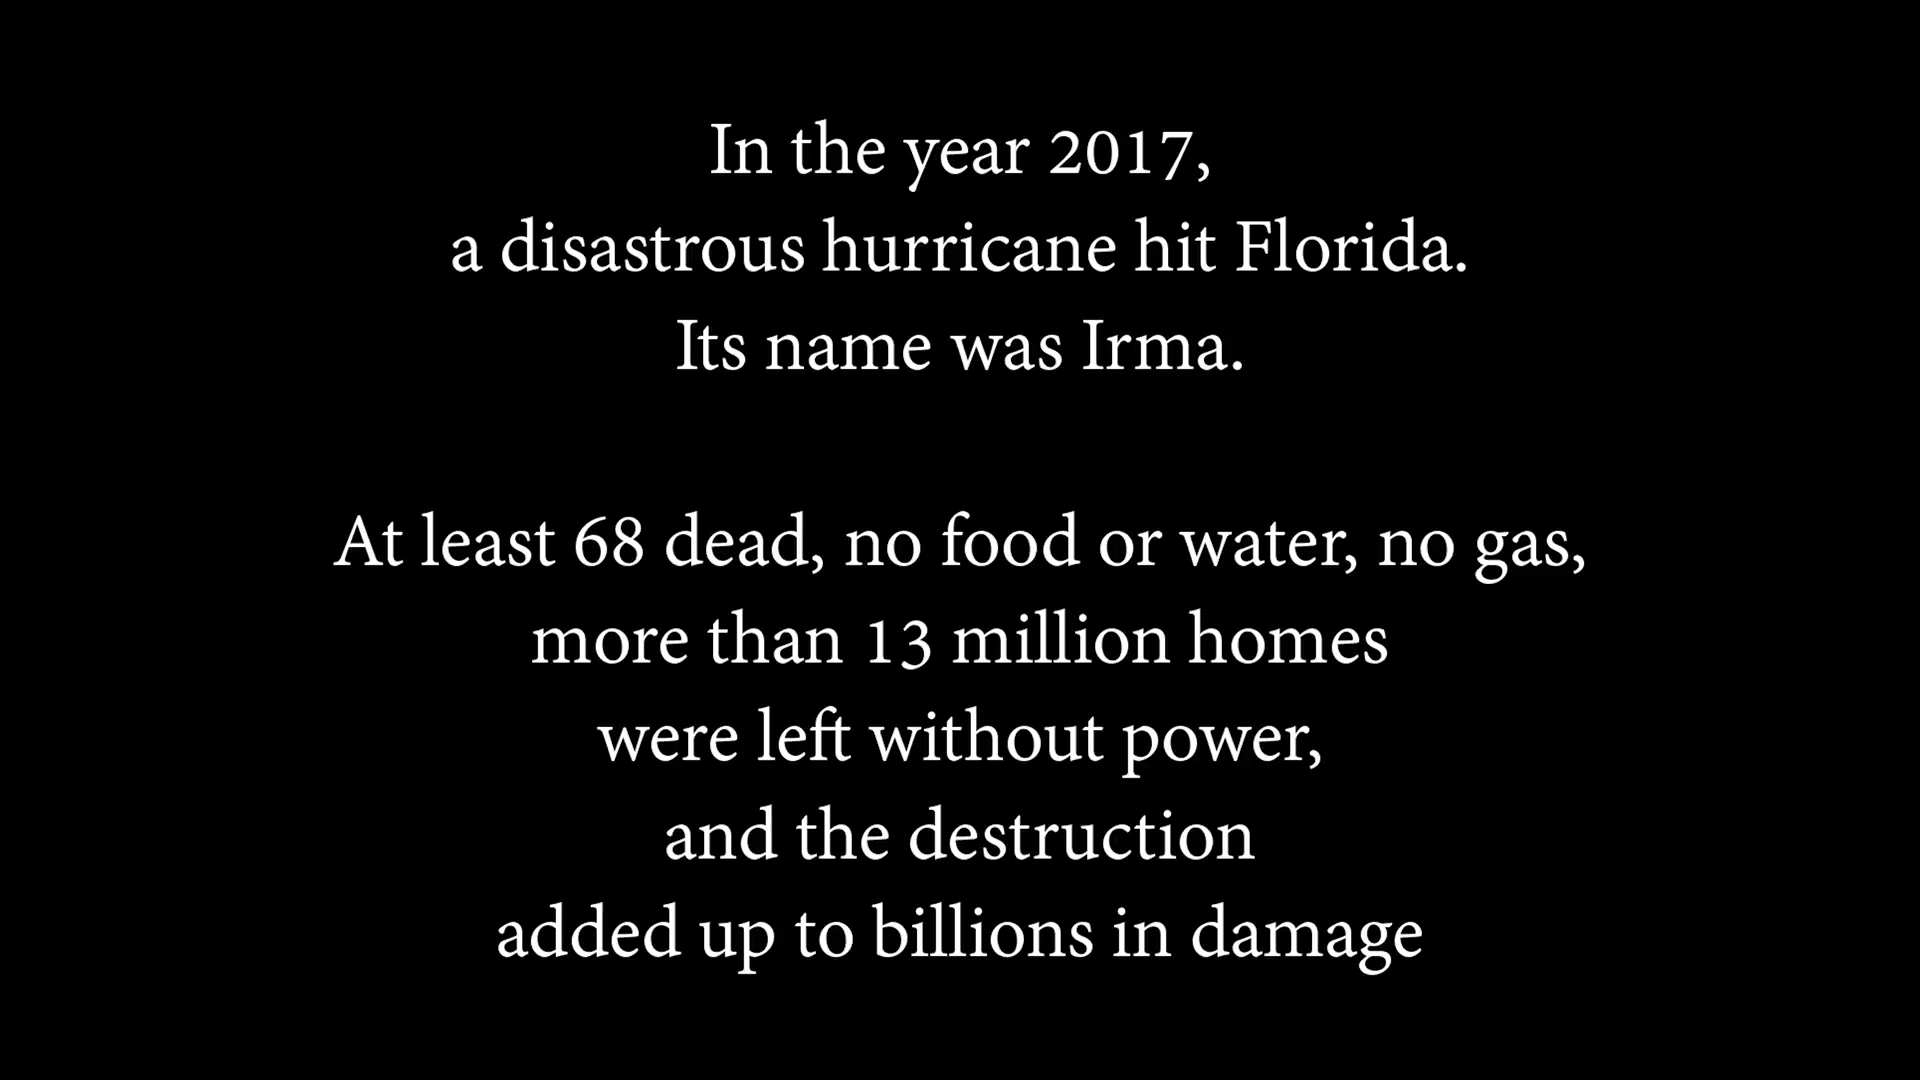 In the year 2017,
a disastrous hurricane hit Florida.
Its name was Irma.
At least 68 dead, no food or water, no gas,
more than 13 million homes
were left without power,
and the destruction
added up to billions in damage